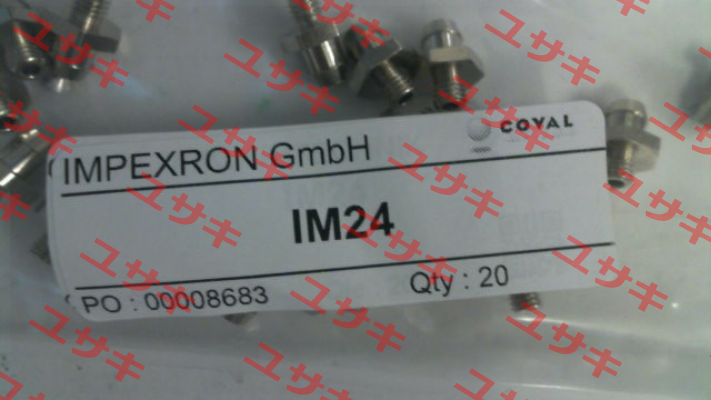 COVAL
IMPEXRON GmbH
IM24
PO : 00008683
Qty : 20
ユサキ